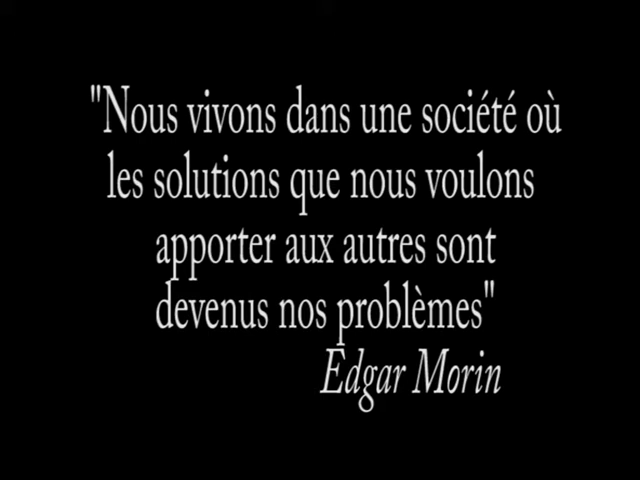 "Nous vivons dans une société où
les solutions que nous voulons
apporter aux autres sont
devenus nos problèmes"
Edgar Morin